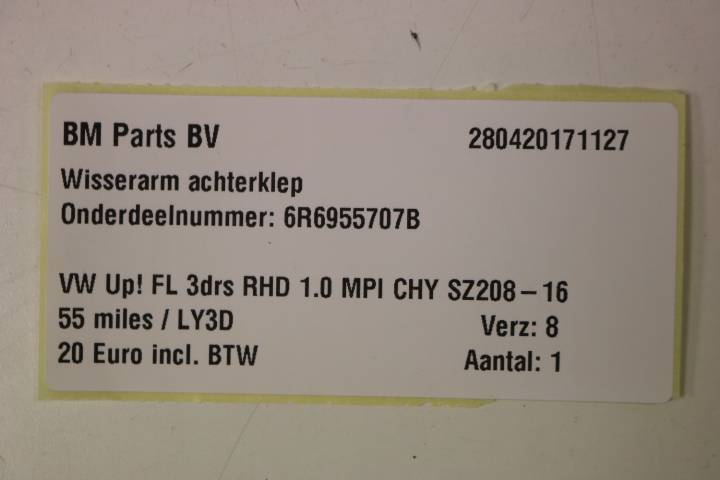 BM Parts BV 280420171127
Wisserarm achterklep
Onderdeelnummer: 6R6955707B
VW Up! FL 3drs RHD 1.0 MPI CHY SZ208-16
55 miles / LY3D Verz: 8
20 Euro incl. BTW Aantal: 1